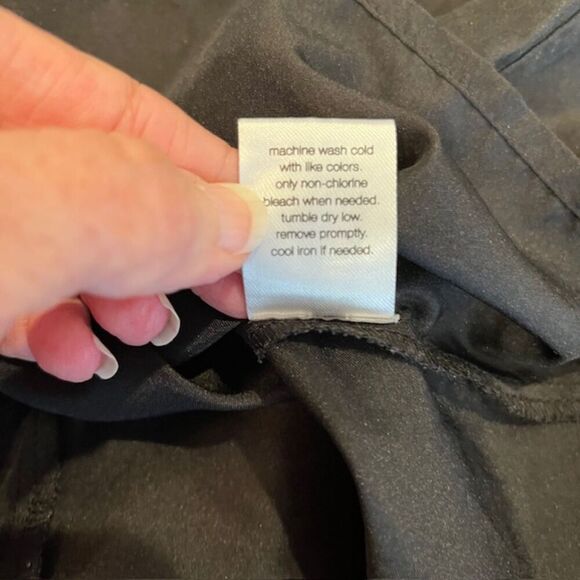 machine wash cold
with like colors.
only non-chlorine
bleach when needed.
tumble dry low.
remove promptly.
cool iron if needed.